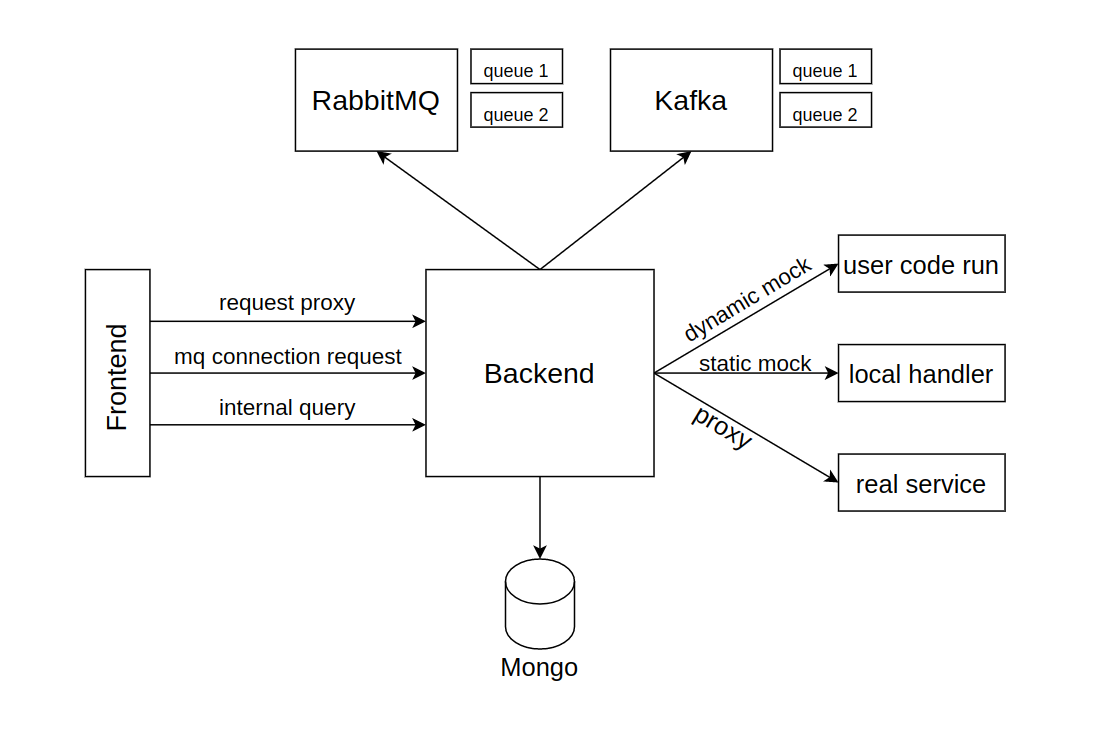 RabbitMQ
queue 1
queue 2
Kafka
queue 1
queue 2
Frontend
request proxy
mq connection request
internal query
Backend
dynamic mock
static mock
proxy
user code run
local handler
real service
Mongo